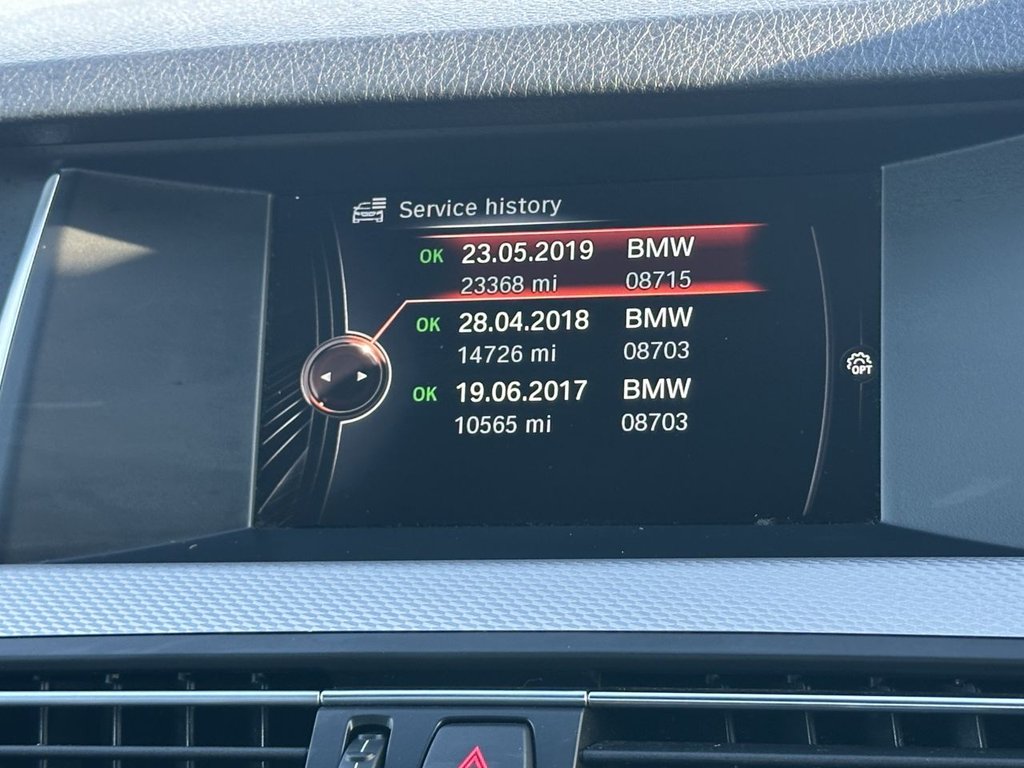 Service history
OK 23.05.2019 BMW
23368 mi 08715
OK 28.04.2018 BMW
14726 mi 08703
OK 19.06.2017 BMW
10565 mi 08703
OPT